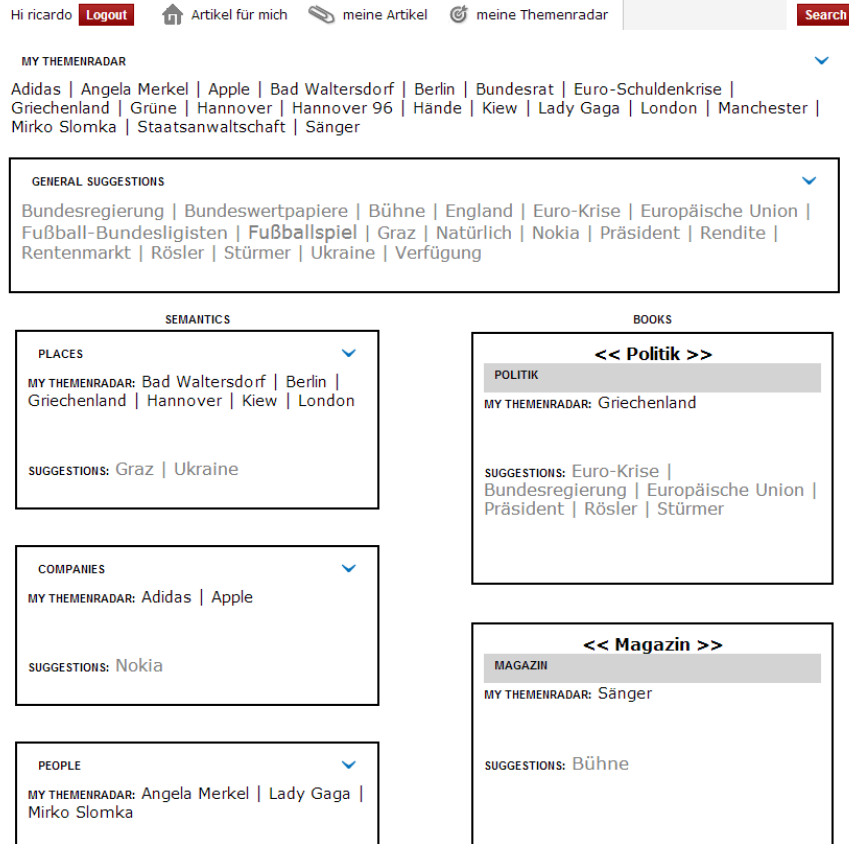 Hi ricardo Logout Artikel für mich meine Artikel meine Themenradar Search
MY THEMENRADAR
Adidas | Angela Merkel | Apple | Bad Waltersdorf | Berlin | Bundesrat | Euro-Schuldenkrise |
Griechenland | Grüne | Hannover | Hannover 96 | Hände | Kiew | Lady Gaga | London | Manchester |
Mirko Slomka | Staatsanwaltschaft | Sänger
GENERAL SUGGESTIONS
Bundesregierung | Bundeswertpapiere | Bühne | England | Euro-Krise | Europäische Union |
Fußball-Bundesligisten | Fußballspiel | Graz | Natürlich | Nokia | Präsident | Rendite |
Rentenmarkt | Rösler | Stürmer | Ukraine | Verfügung
SEMANTICS
PLACES
MY THEMENRADAR: Bad Waltersdorf | Berlin |
Griechenland | Hannover | Kiew | London
SUGGESTIONS: Graz | Ukraine
COMPANIES
MY THEMENRADAR: Adidas | Apple
SUGGESTIONS: Nokia
PEOPLE
MY THEMENRADAR: Angela Merkel | Lady Gaga |
Mirko Slomka
BOOKS
<< Politik >>
POLITIK
MY THEMENRADAR: Griechenland
SUGGESTIONS: Euro-Krise |
Bundesregierung | Europäische Union |
Präsident | Rösler | Stürmer
<< Magazin >>
MAGAZIN
MY THEMENRADAR: Sänger
SUGGESTIONS: Bühne